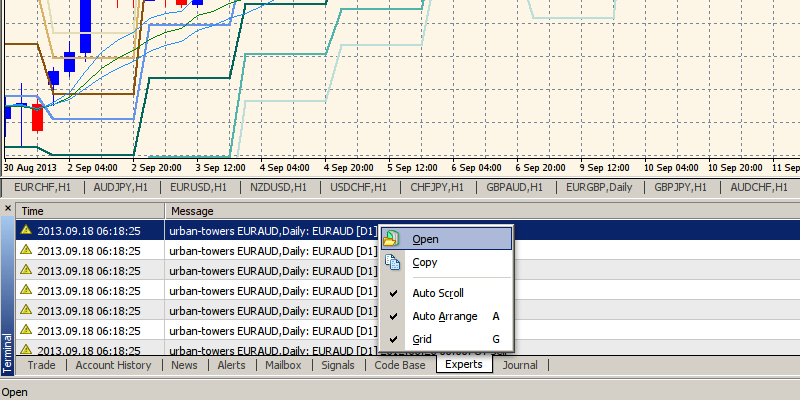 30 Aug 2013 2 Sep 04:00 2 Sep 20:00 3 Sep 12:00 4 Sep 04:00 4 Sep 20:00 5 Sep 12:00 6 Sep 04:00 6 Sep 20:00 9 Sep 12:00 10 Sep 04:00 10 Sep 20:00 11 Sep
EURCHF,H1 AUDJPY,H1 EURUSD,H1 NZDUSD,H1 USDCHF,H1 CHFJPY,H1 GBPAUD,H1 EURGBP,Daily GBPJPY,H1 AUDCHF,H1
Time Message
2013.09.18 06:18:25 urban-towers EURAUD,Daily: EURAUD [D1]
2013.09.18 06:18:25 urban-towers EURAUD,Daily: EURAUD [D1]
2013.09.18 06:18:25 urban-towers EURAUD,Daily: EURAUD [D1]
2013.09.18 06:18:25 urban-towers EURAUD,Daily: EURAUD [D1]
2013.09.18 06:18:25 urban-towers EURAUD,Daily: EURAUD [D1]
2013.09.18 06:18:25 urban-towers EURAUD,Daily: EURAUD [D1]
2013.09.18 06:18:25 urban-towers EURAUD,Daily: EURAUD [D1]
Open
Copy
Auto Scroll
Auto Arrange A
Grid G
Terminal
Trade Account History News Alerts Mailbox Signals Code Base Experts Journal
Open